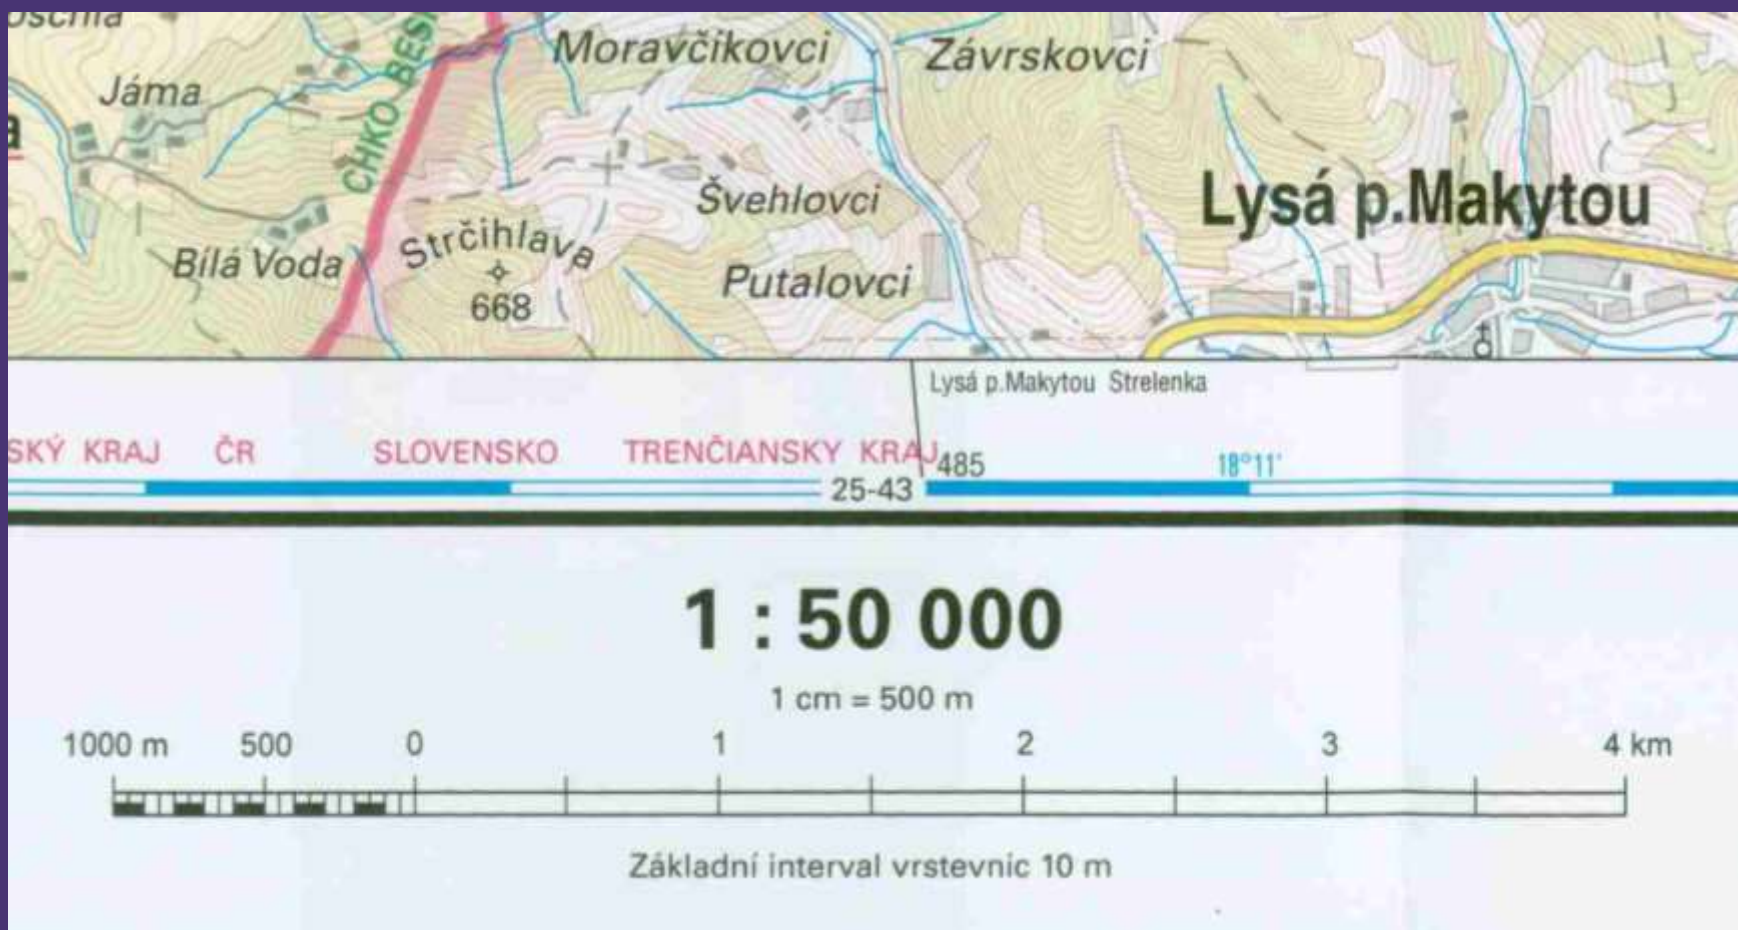 Moravčikovci
Závrskovci
Jáma
CHKO
Lysá p.Makytou
Švehlovci
Strčihlava
Bílá Voda
Putalovci
668
Lysá p.Makytou Strelenka
SKÝ KRAJ ČR SLOVENSKO TRENČIANSKY KRAJ
485
18°11'
25-43
1 : 50 000
1 cm = 500 m
1000 m 500 0 1 2 3 4 km
Základní interval vrstevnic 10 m